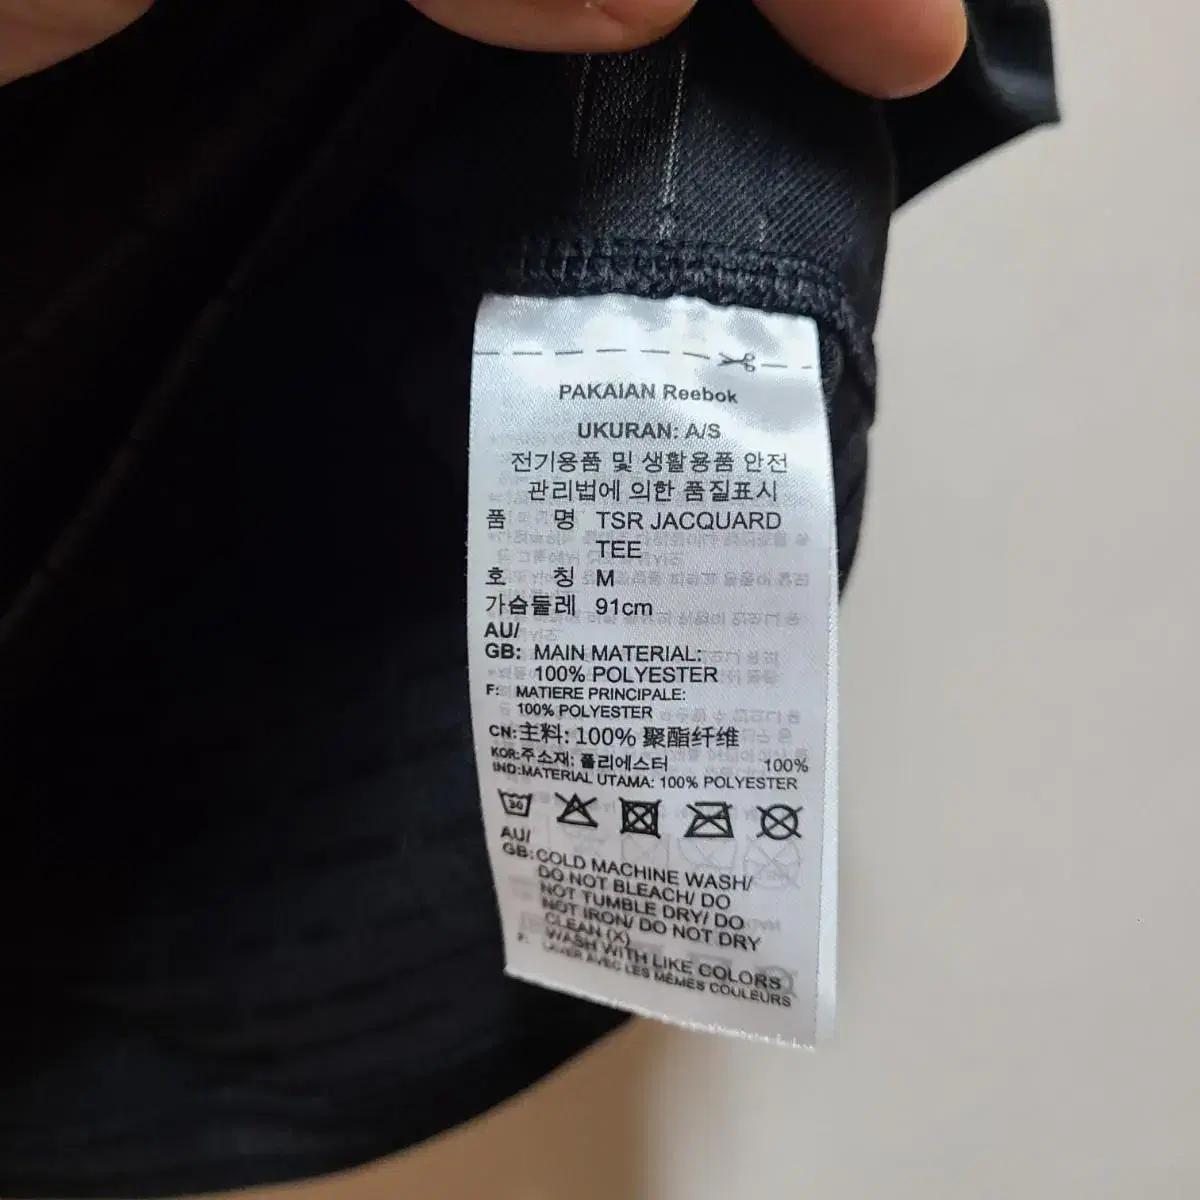 PAKAIAN Reebok
UKURAN: A/S
전기용품 및 생활용품 안전
관리법에 의한 품질표시
품 명 TSR JACQUARD
TEE
호 칭 M
가슴둘레 91cm
AU/
GB: MAIN MATERIAL:
100% POLYESTER
F: MATIERE PRINCIPALE:
100% POLYESTER
CN:主料: 100% 聚酯纤维
KOR:주소재: 폴리에스터 100%
IND:MATERIAL UTAMA: 100% POLYESTER
30
AU/
GB:COLD MACHINE WASH/
DO NOT BLEACH/ DO
NOT TUMBLE DRY/ DO
NOT IRON/ DO NOT DRY
CLEAN (X)
WASH WITH LIKE COLORS
F: LAVER AVEC LES MÊMES COULEURS